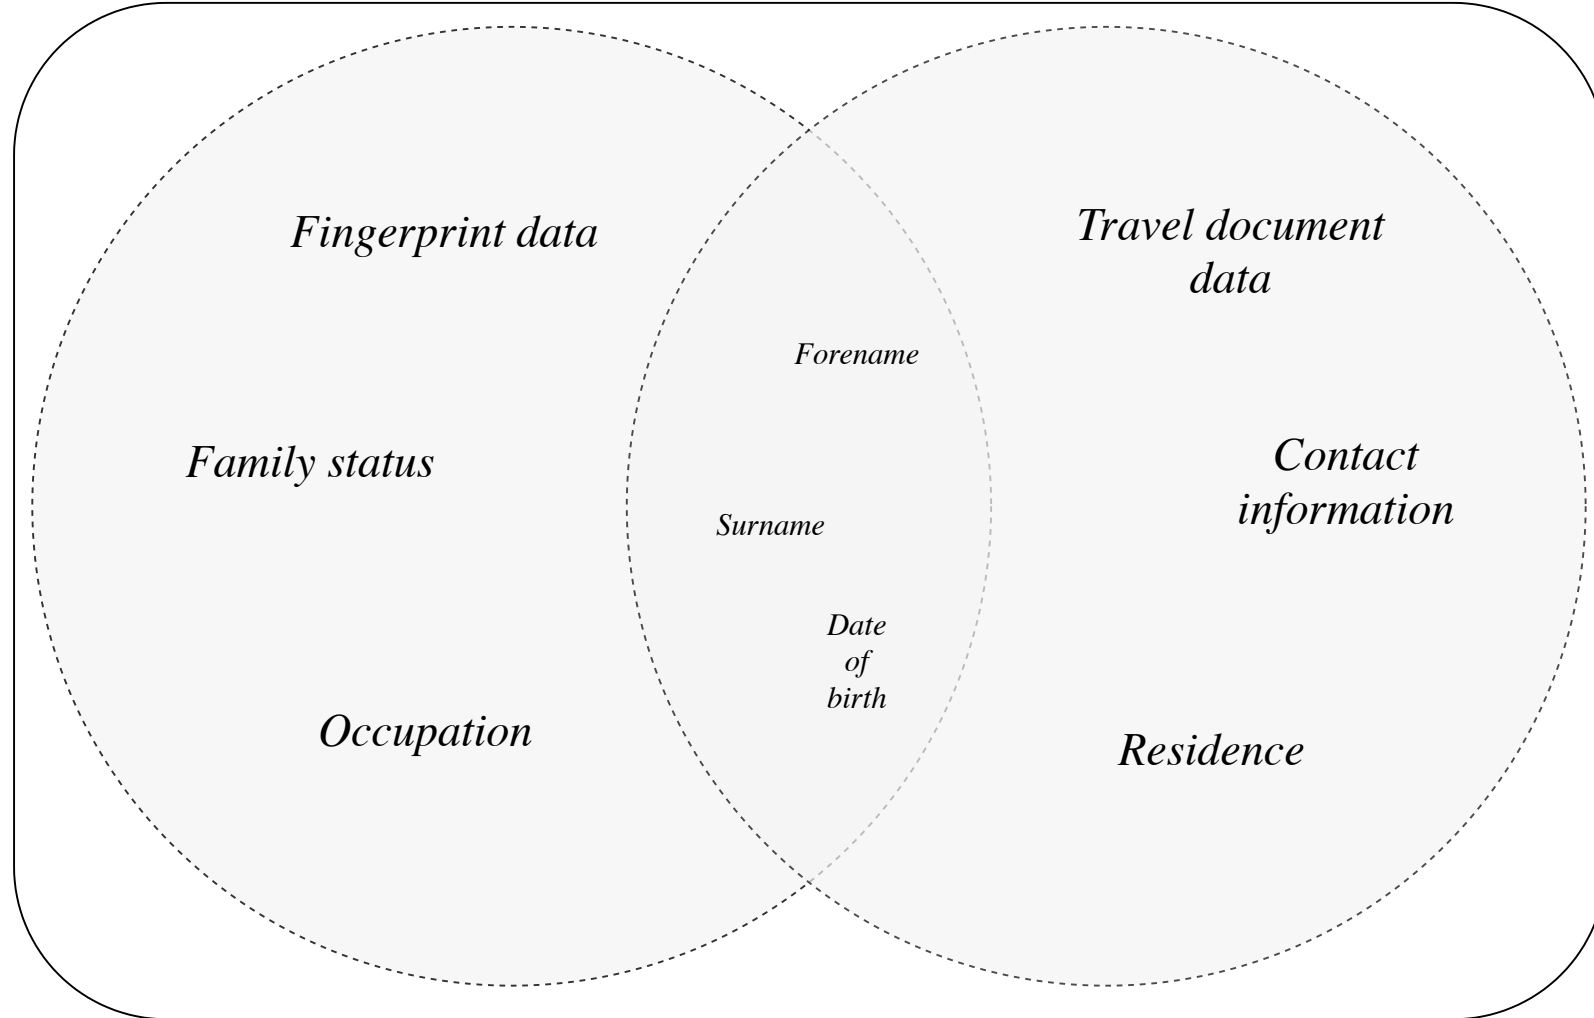 Fingerprint data
Travel document
data
Forename
Family status
Contact
information
Surname
Date
of
birth
Occupation
Residence